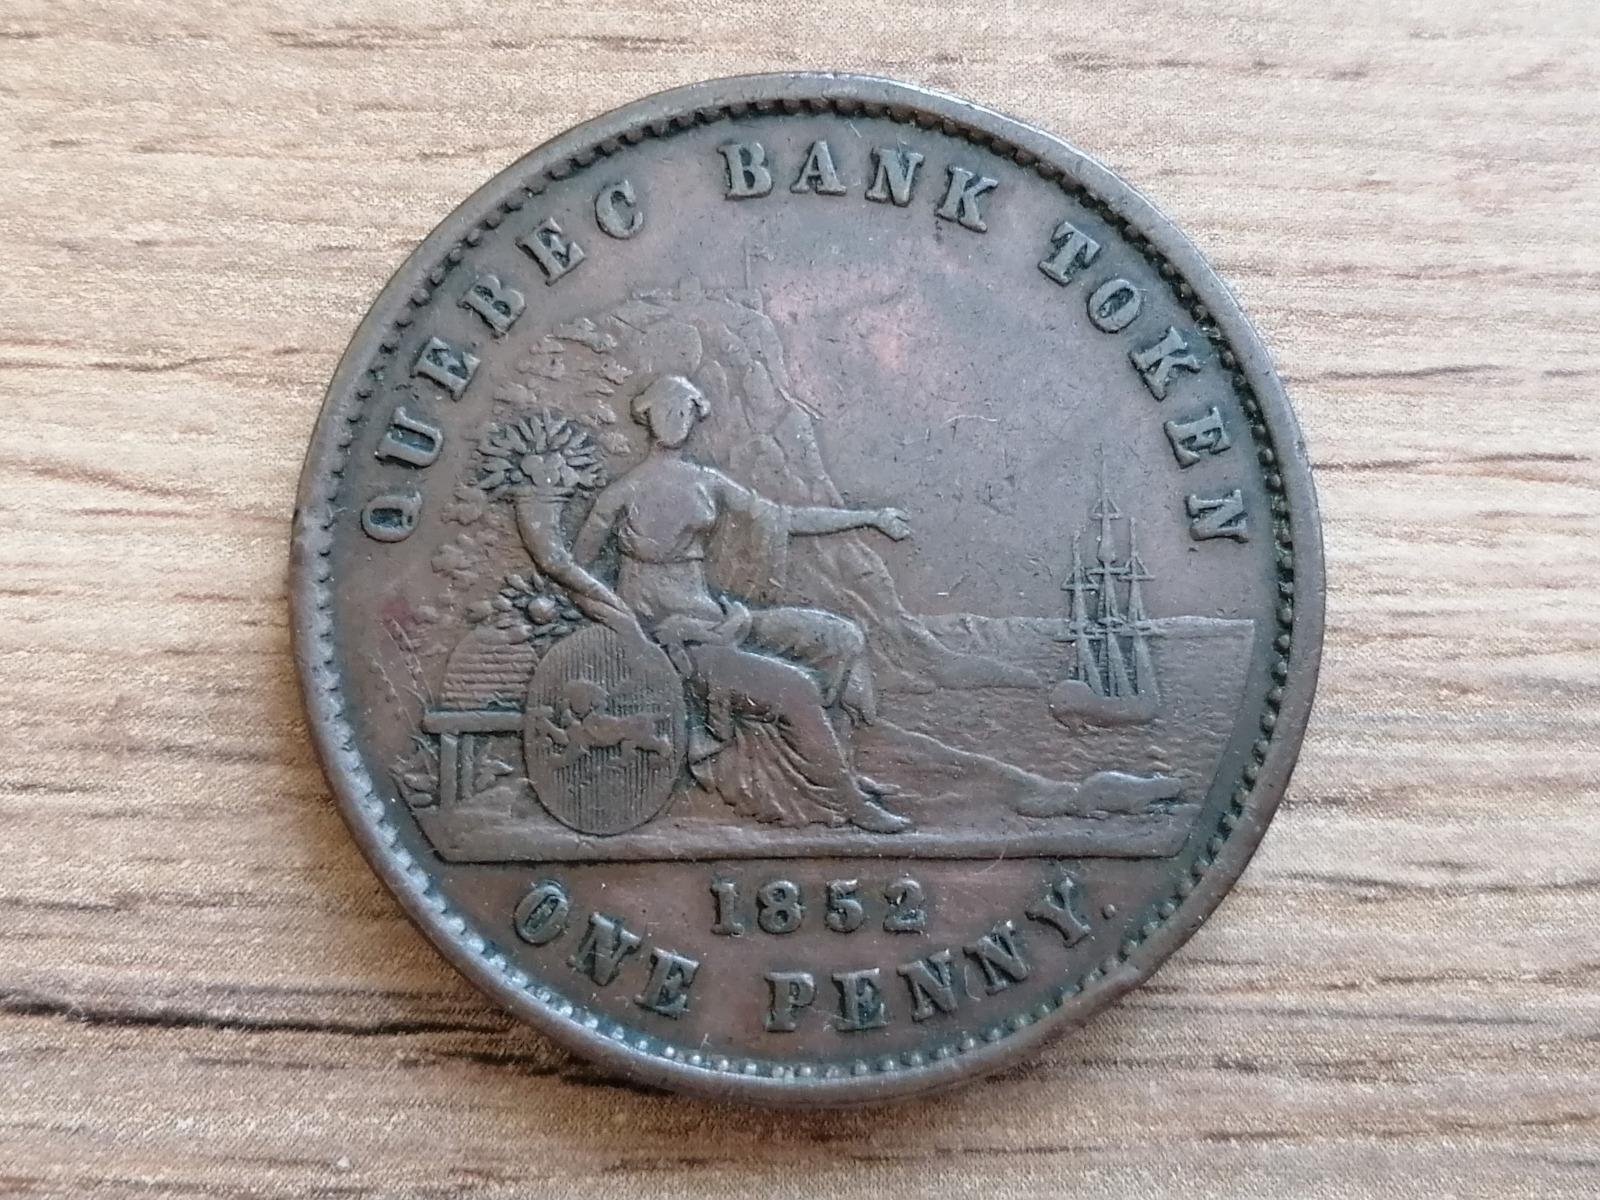 QUEBEC BANK TOKEN
1852
ONE PENNY.